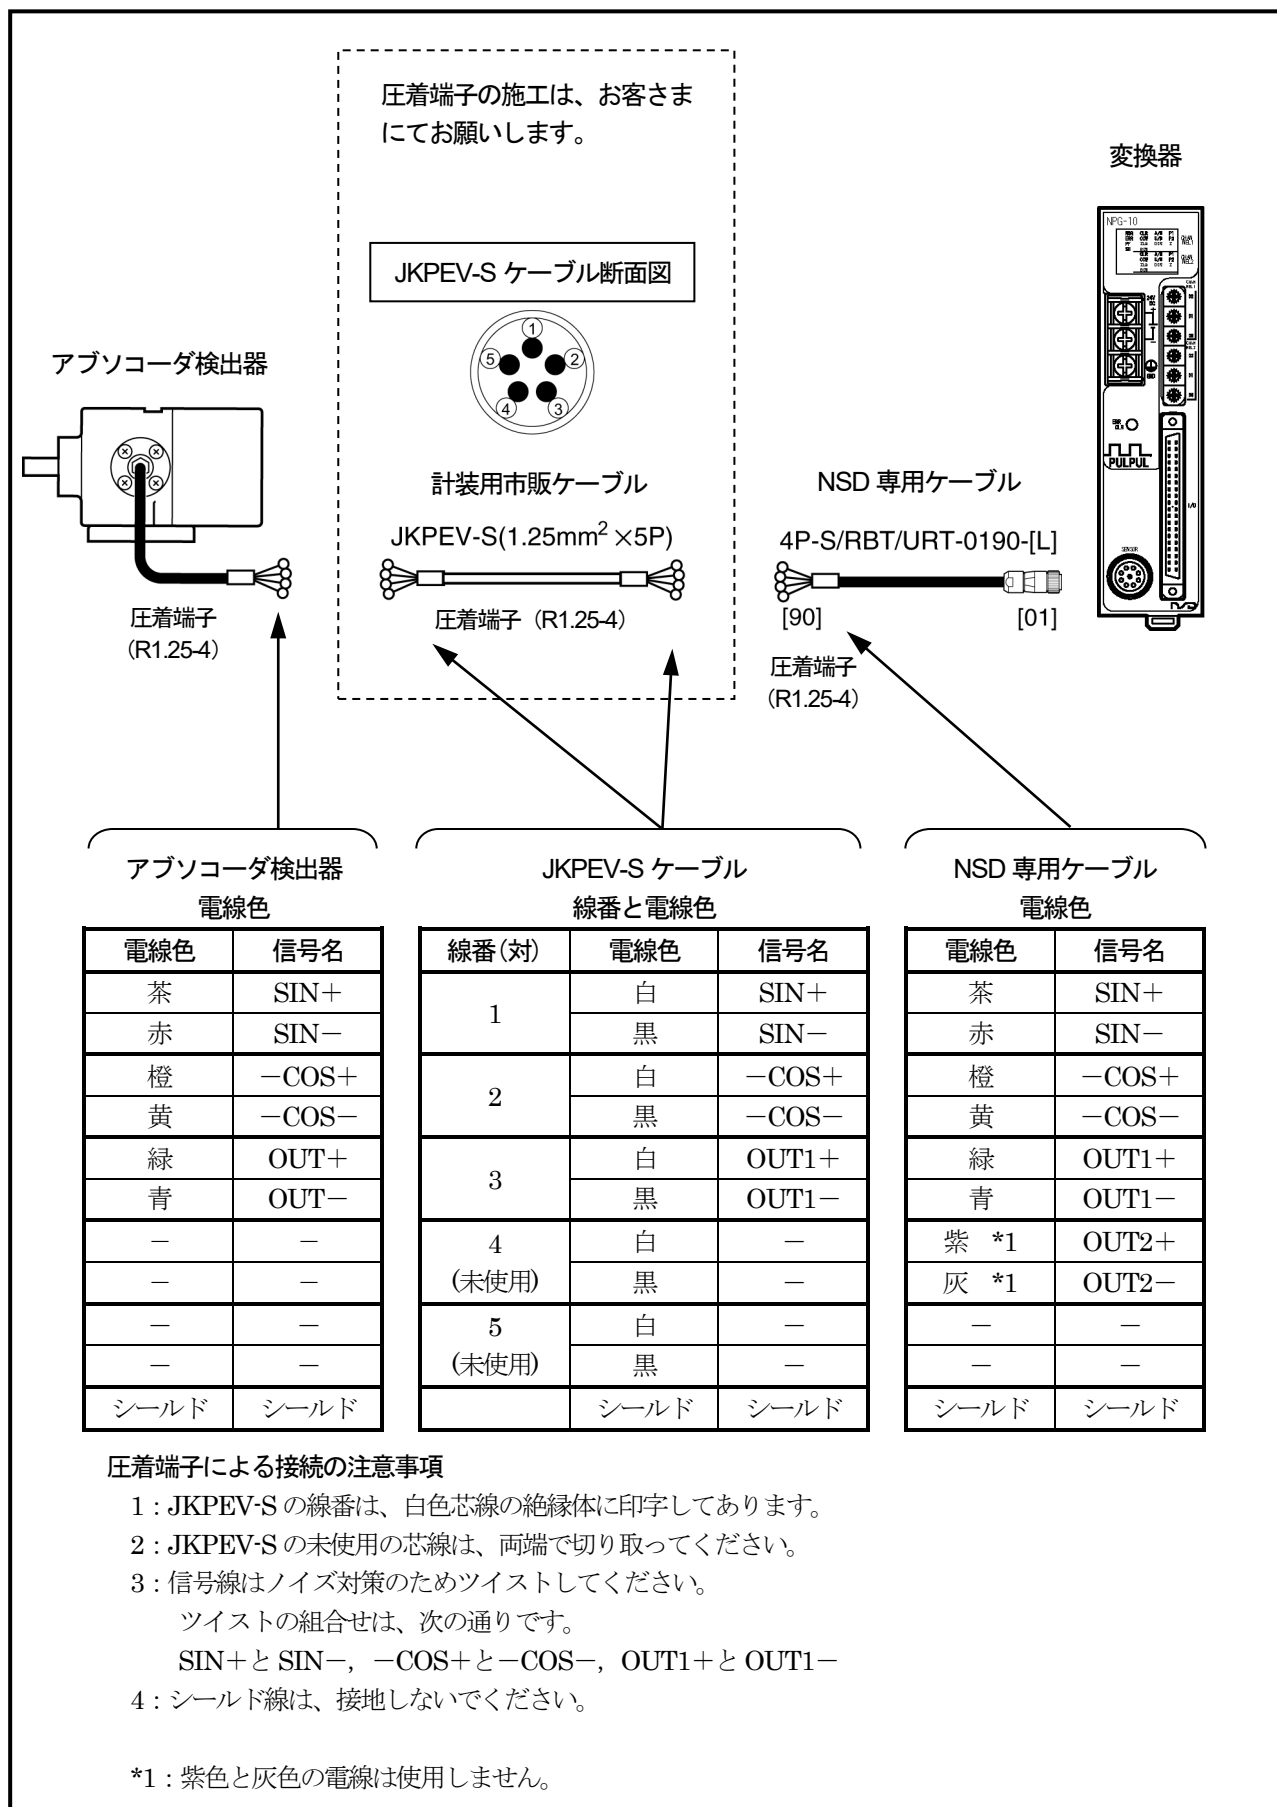 圧着端子の施工は、お客さま
にてお願いします。
変換器
NPG-10
JKPEV-S ケーブル断面図
1
5
2
4
3
アブソコーダ検出器
PULPUL
計装用市販ケーブル
NSD 専用ケーブル
JKPEV-S(1.25mm²×5P)
4P-S/RBT/URT-0190-[L]
I/O
SENSOR
圧着端子
(R1.25-4)
圧着端子（R1.25-4）
[90]
[01]
圧着端子
(R1.25-4)
アブソコーダ検出器
電線色
JKPEV-S ケーブル
線番と電線色
NSD 専用ケーブル
電線色
電線色 信号名 線番(対) 電線色 信号名 電線色 信号名
茶 SIN+ 1 白 SIN+ 茶 SIN+
赤 SIN− 黒 SIN− 赤 SIN−
橙 −COS+ 2 白 −COS+ 橙 −COS+
黄 −COS− 黒 −COS− 黄 −COS−
緑 OUT+ 3 白 OUT1+ 緑 OUT1+
青 OUT− 黒 OUT1− 青 OUT1−
− − 4 白 − 紫 *1 OUT2+
− − (未使用) 黒 − 灰 *1 OUT2−
− − 5 白 − − −
− − (未使用) 黒 − − −
シールド シールド シールド シールド シールド シールド
圧着端子による接続の注意事項
1：JKPEV-S の線番は、白色芯線の絶縁体に印字してあります。
2：JKPEV-S の未使用の芯線は、両端で切り取ってください。
3：信号線はノイズ対策のためツイストしてください。
ツイストの組合せは、次の通りです。
SIN+と SIN−，−COS+と−COS−，OUT1+と OUT1−
4：シールド線は、接地しないでください。
*1：紫色と灰色の電線は使用しません。